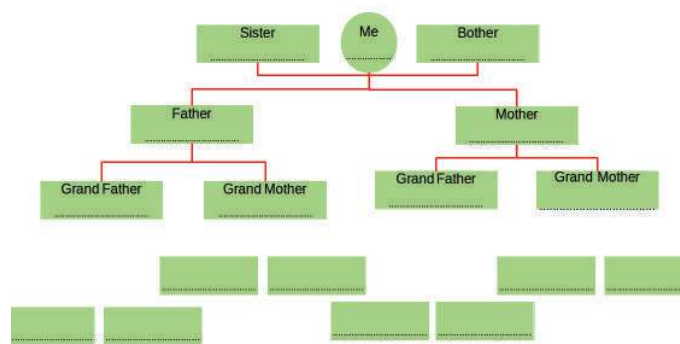 Sister
Me
Bother
Father
Mother
Grand Father
Grand Mother
Grand Father
Grand Mother